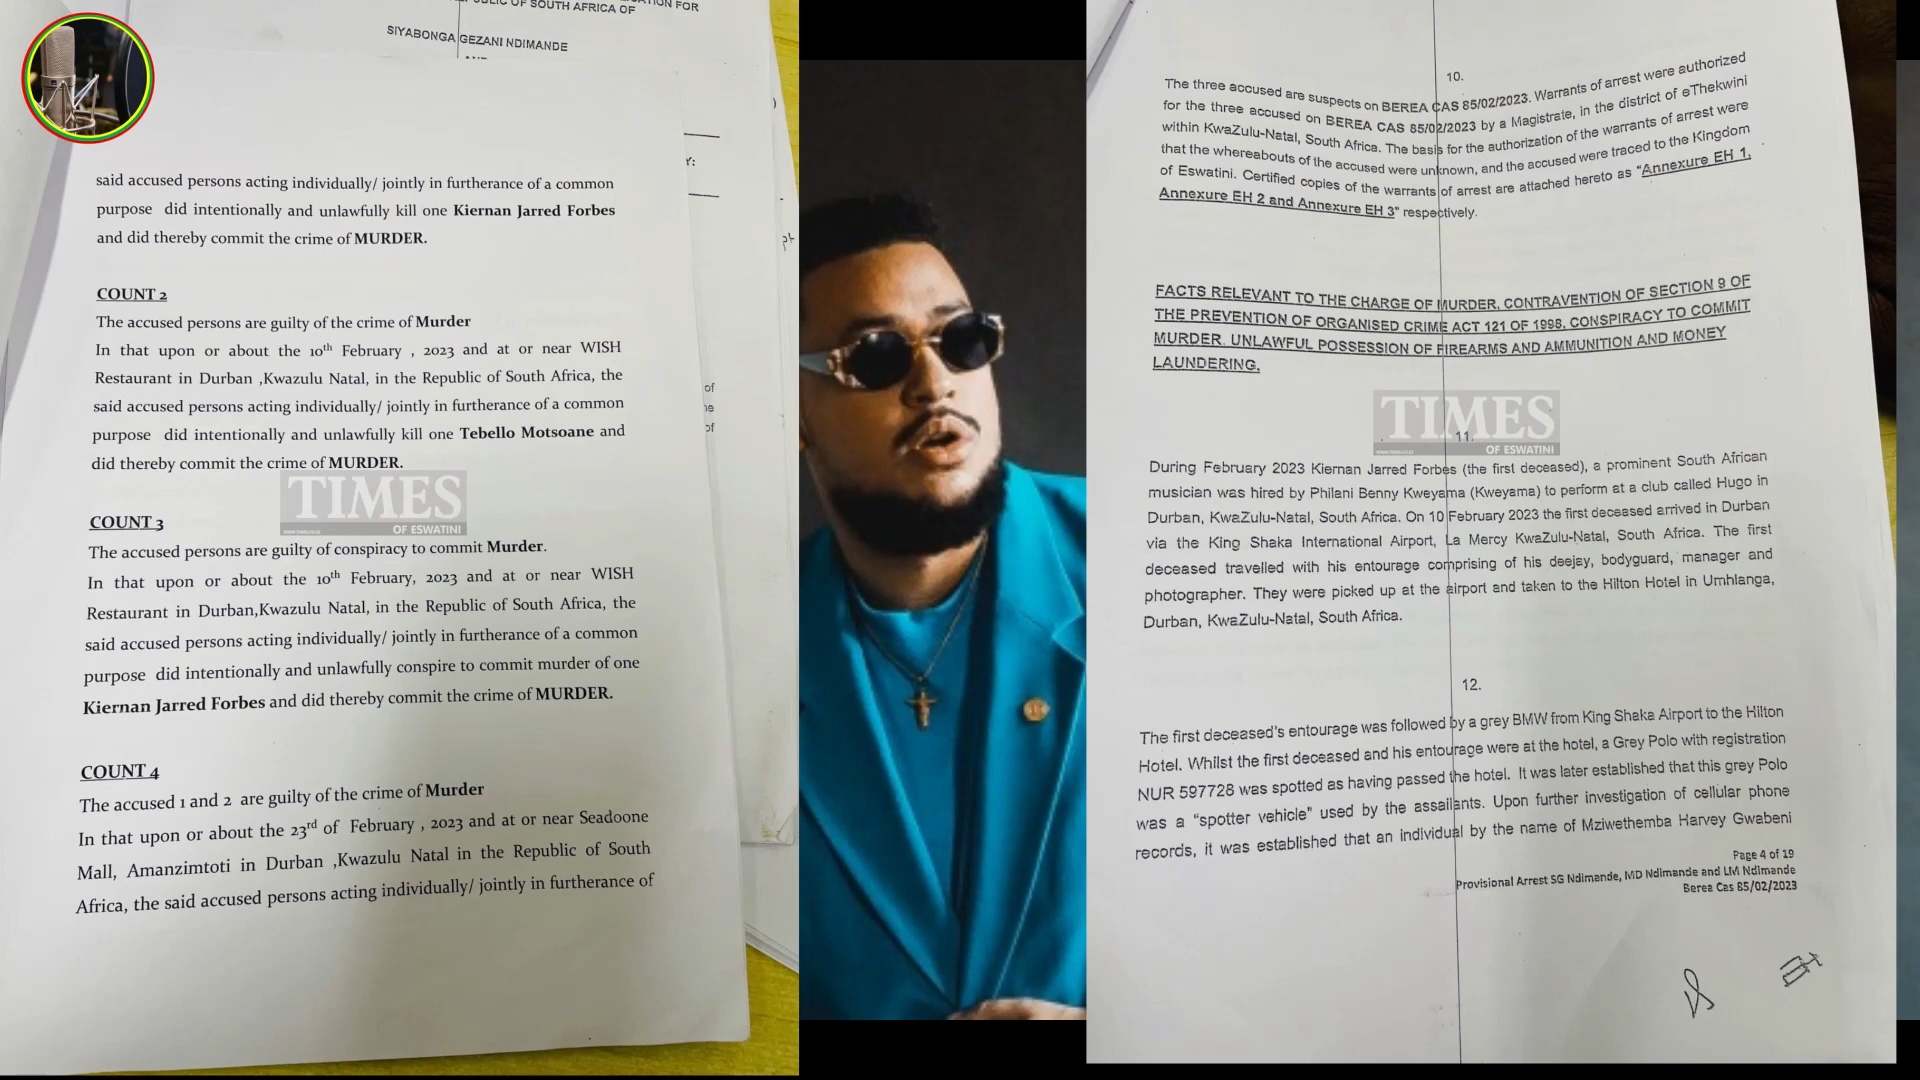 PUBLIC OF SOUTH AFRICA OF
SIYABONGA GEZANI NDIMANDE
said accused persons acting individually/ jointly in furtherance of a common
purpose did intentionally and unlawfully kill one Kiernan Jarred Forbes
and did thereby commit the crime of MURDER.
COUNT 2
The accused persons are guilty of the crime of Murder
In that upon or about the 10th February , 2023 and at or near WISH
Restaurant in Durban ,Kwazulu Natal, in the Republic of South Africa, the
said accused persons acting individually/ jointly in furtherance of a common
purpose did intentionally and unlawfully kill one Tebello Motsoane and
did thereby commit the crime of MURDER.
TIMES
OF ESWATINI
COUNT 3
The accused persons are guilty of conspiracy to commit Murder.
In that upon or about the 10th February, 2023 and at or near WISH
Restaurant in Durban,Kwazulu Natal, in the Republic of South Africa, the
said accused persons acting individually/ jointly in furtherance of a common
purpose did intentionally and unlawfully conspire to commit murder of one
Kiernan Jarred Forbes and did thereby commit the crime of MURDER.
COUNT 4
The accused 1 and 2 are guilty of the crime of Murder
In that upon or about the 23rd of February , 2023 and at or near Seadoone
Mall, Amanzimtoti in Durban ,Kwazulu Natal in the Republic of South
Africa, the said accused persons acting individually/ jointly in furtherance of
10.
The three accused are suspects on BEREA CAS 85/02/2023. Warrants of arrest were authorized
for the three accused on BEREA CAS 85/02/2023 by a Magistrate, in the district of eThekwini
within KwaZulu-Natal, South Africa. The basis for the authorization of the warrants of arrest were
that the whereabouts of the accused were unknown, and the accused were traced to the Kingdom
of Eswatini. Certified copies of the warrants of arrest are attached hereto as "Annexure EH 1,
Annexure EH 2 and Annexure EH 3" respectively.
FACTS RELEVANT TO THE CHARGE OF MURDER, CONTRAVENTION OF SECTION 9 OF
THE PREVENTION OF ORGANISED CRIME ACT 121 OF 1998, CONSPIRACY TO COMMIT
MURDER, UNLAWFUL POSSESSION OF FIREARMS AND AMMUNITION AND MONEY
LAUNDERING.
TIMES
OF ESWATINI
11.
During February 2023 Kiernan Jarred Forbes (the first deceased), a prominent South African
musician was hired by Philani Benny Kweyama (Kweyama) to perform at a club called Hugo in
Durban, KwaZulu-Natal, South Africa. On 10 February 2023 the first deceased arrived in Durban
via the King Shaka International Airport, La Mercy KwaZulu-Natal, South Africa. The first
deceased travelled with his entourage comprising of his deejay, bodyguard, manager and
photographer. They were picked up at the airport and taken to the Hilton Hotel in Umhlanga,
Durban, KwaZulu-Natal, South Africa.
12.
The first deceased's entourage was followed by a grey BMW from King Shaka Airport to the Hilton
Hotel. Whilst the first deceased and his entourage were at the hotel, a Grey Polo with registration
NUR 597728 was spotted as having passed the hotel. It was later established that this grey Polo
was a "spotter vehicle" used by the assailants. Upon further investigation of cellular phone
records, it was established that an individual by the name of Mziwethemba Harvey Gwabeni
Page 4 of 19
Provisional Arrest SG Ndimande, MD Ndimande and LM Ndimande
Berea Cas 85/02/2023